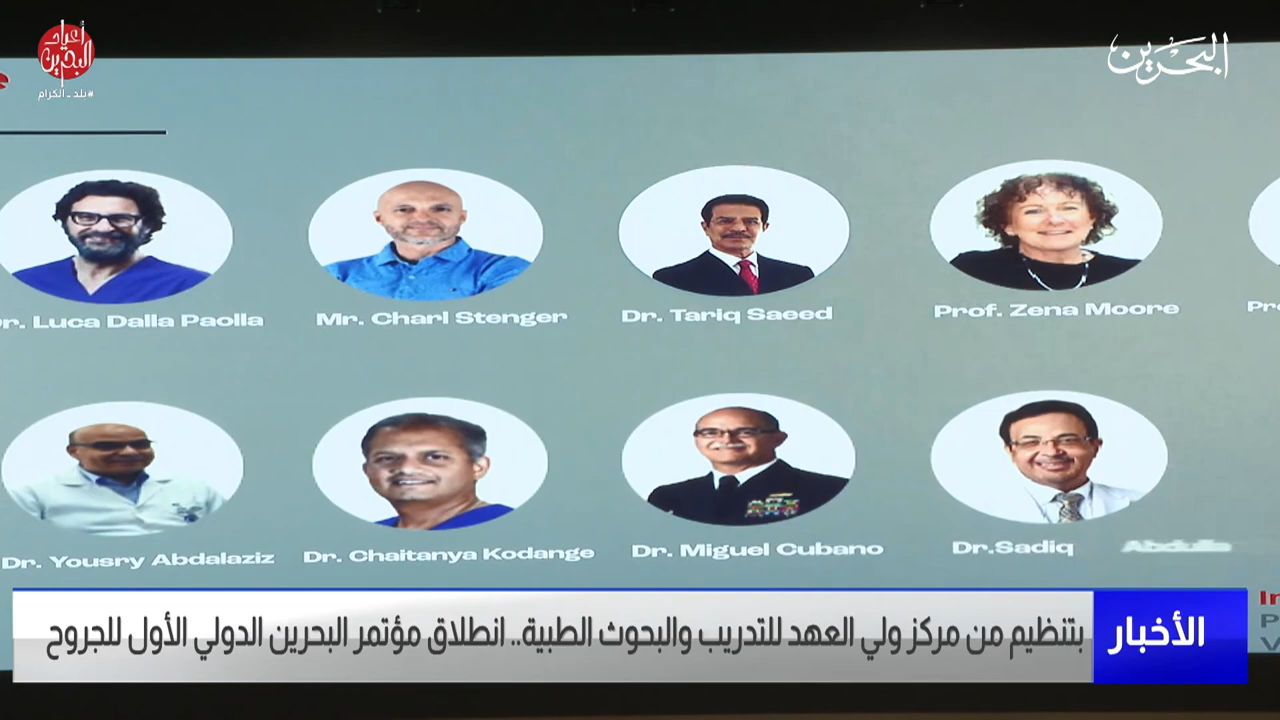 أعياد
البحرين
#بلد_الكرام
البحرين
Dr. Luca Dalla Paolla
Mr. Charl Stenger
Dr. Tariq Saeed
Prof. Zena Moore
Dr. Yousry Abdalaziz
Dr. Chaitanya Kodange
Dr. Miguel Cubano
Dr.Sadiq
الأخبار
بتنظيم من مركز ولي العهد للتدريب والبحوث الطبية.. انطلاق مؤتمر البحرين الدولي الأول للجروح